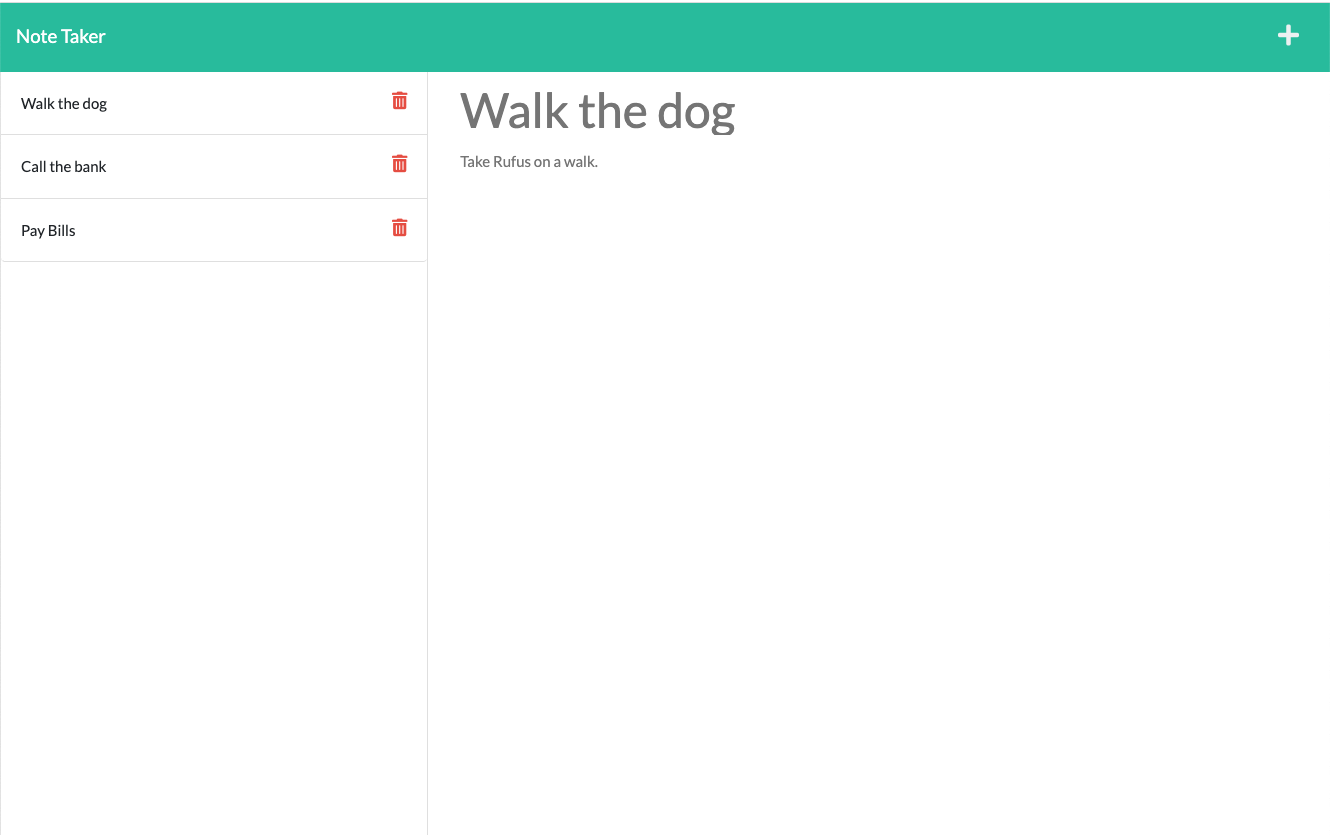 Note Taker
Walk the dog
Call the bank
Pay Bills
Walk the dog
Take Rufus on a walk.